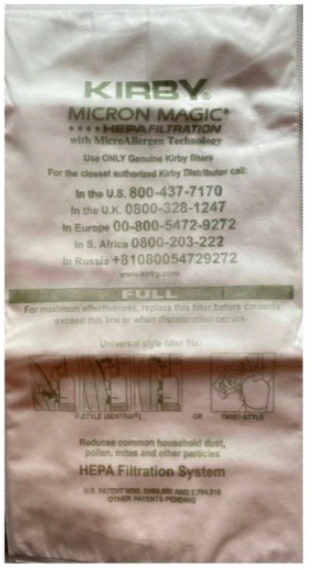 KIRBY®
MICRON MAGIC®
★★★★HEPAFILTRATION
with MicroAllergen Technology
Use ONLY Genuine Kirby filters
For the closest authorized Kirby Distributor call:
In the U.S. 800-437-7170
In the U.K. 0800-328-1247
In Europe 00-800-5472-9272
In S. Africa 0800-203-222
In Russia +81080054729272
www.kirby.com
FULL
For maximum effectiveness, replace this filter before contents
exceed this line or when discoloration occurs.
Universal style filter fits:
F-STYLE (SENTRIA®) OR TWIST-STYLE
Reduces common household dust,
pollen, mites and other particles
HEPA Filtration System
U.S. PATENT NOS. AND
OTHER PATENTS PENDING